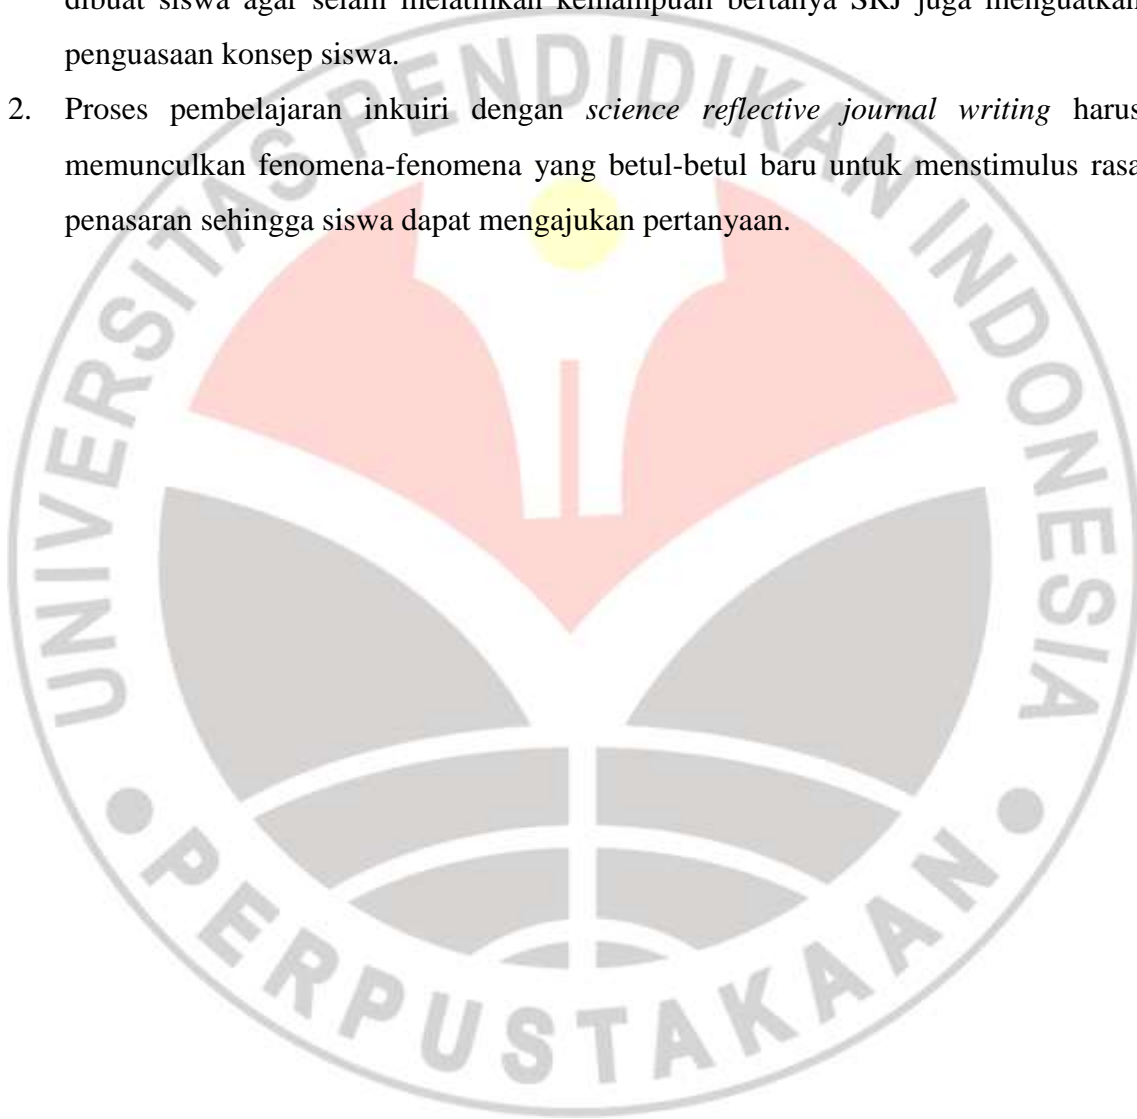 dibuat siswa agar selain melatihkan kemampuan bertanya SRJ juga menguatkan
penguasaan konsep siswa.
2. Proses pembelajaran inkuiri dengan science reflective journal writing harus
memunculkan fenomena-fenomena yang betul-betul baru untuk menstimulus rasa
penasaran sehingga siswa dapat mengajukan pertanyaan.
UNIVERSITAS PENDIDIKAN INDONESIA
PERPUSTAKAAN